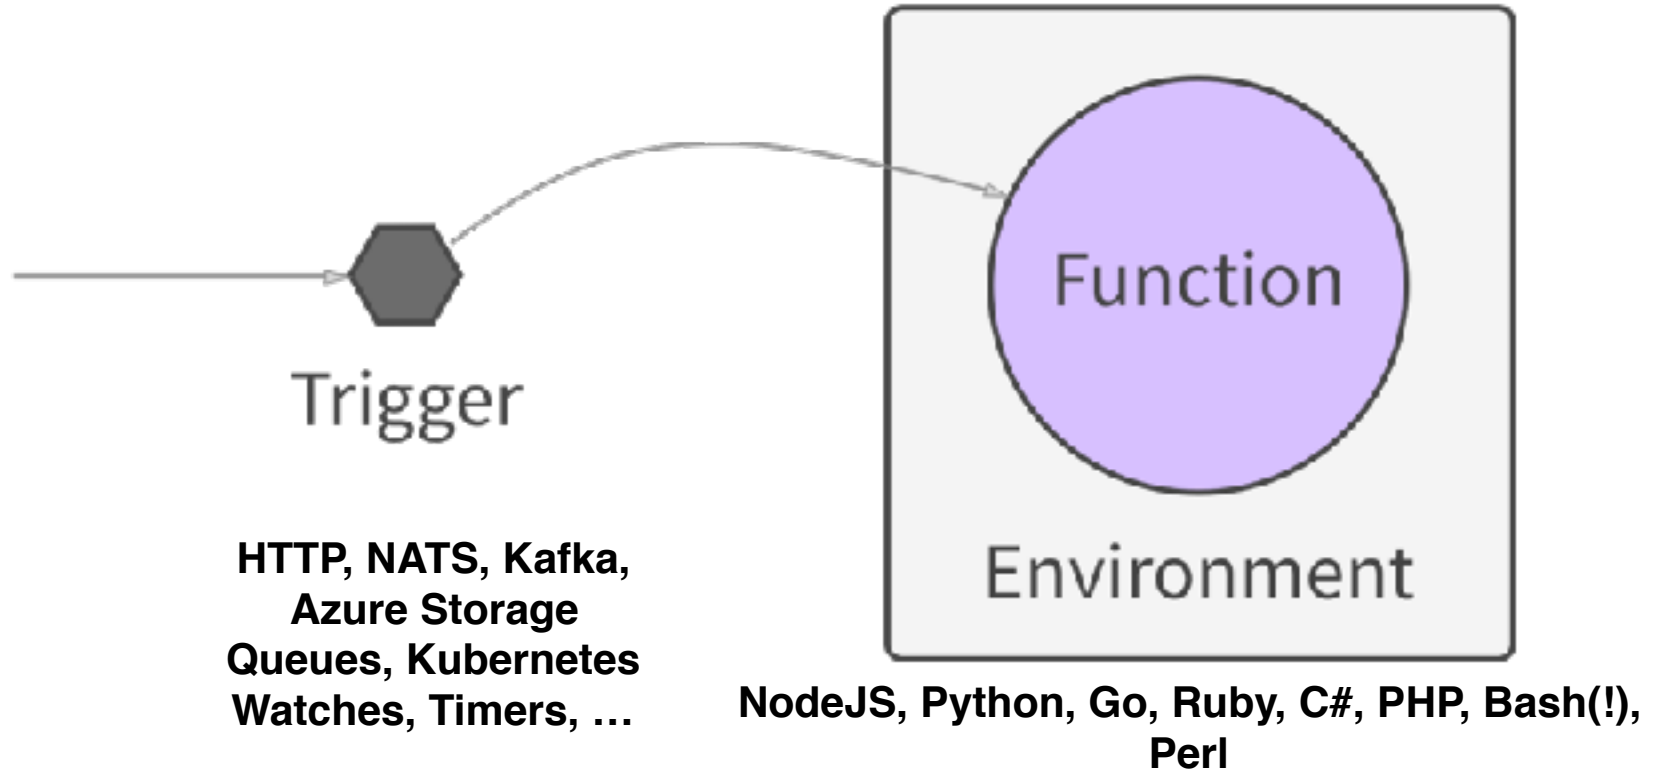 Function
Trigger
Environment
HTTP, NATS, Kafka,
Azure Storage
Queues, Kubernetes
Watches, Timers, …
NodeJS, Python, Go, Ruby, C#, PHP, Bash(!),
Perl